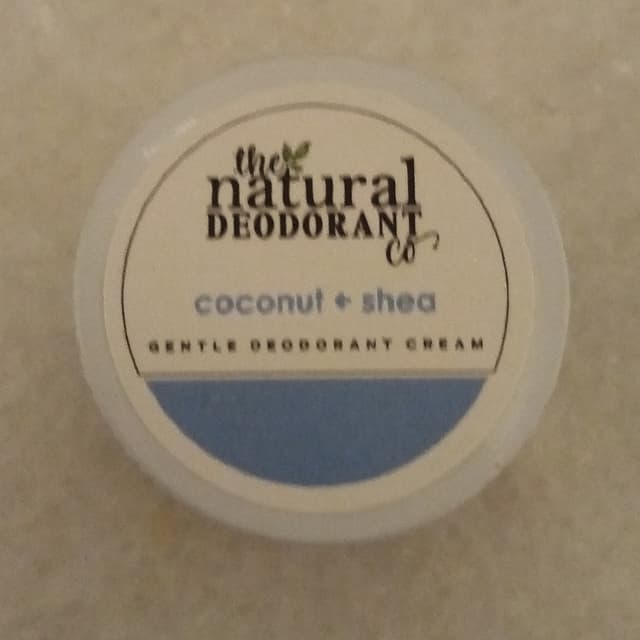 the
natural
DEODORANT
co
coconut + shea
GENTLE DEODORANT CREAM